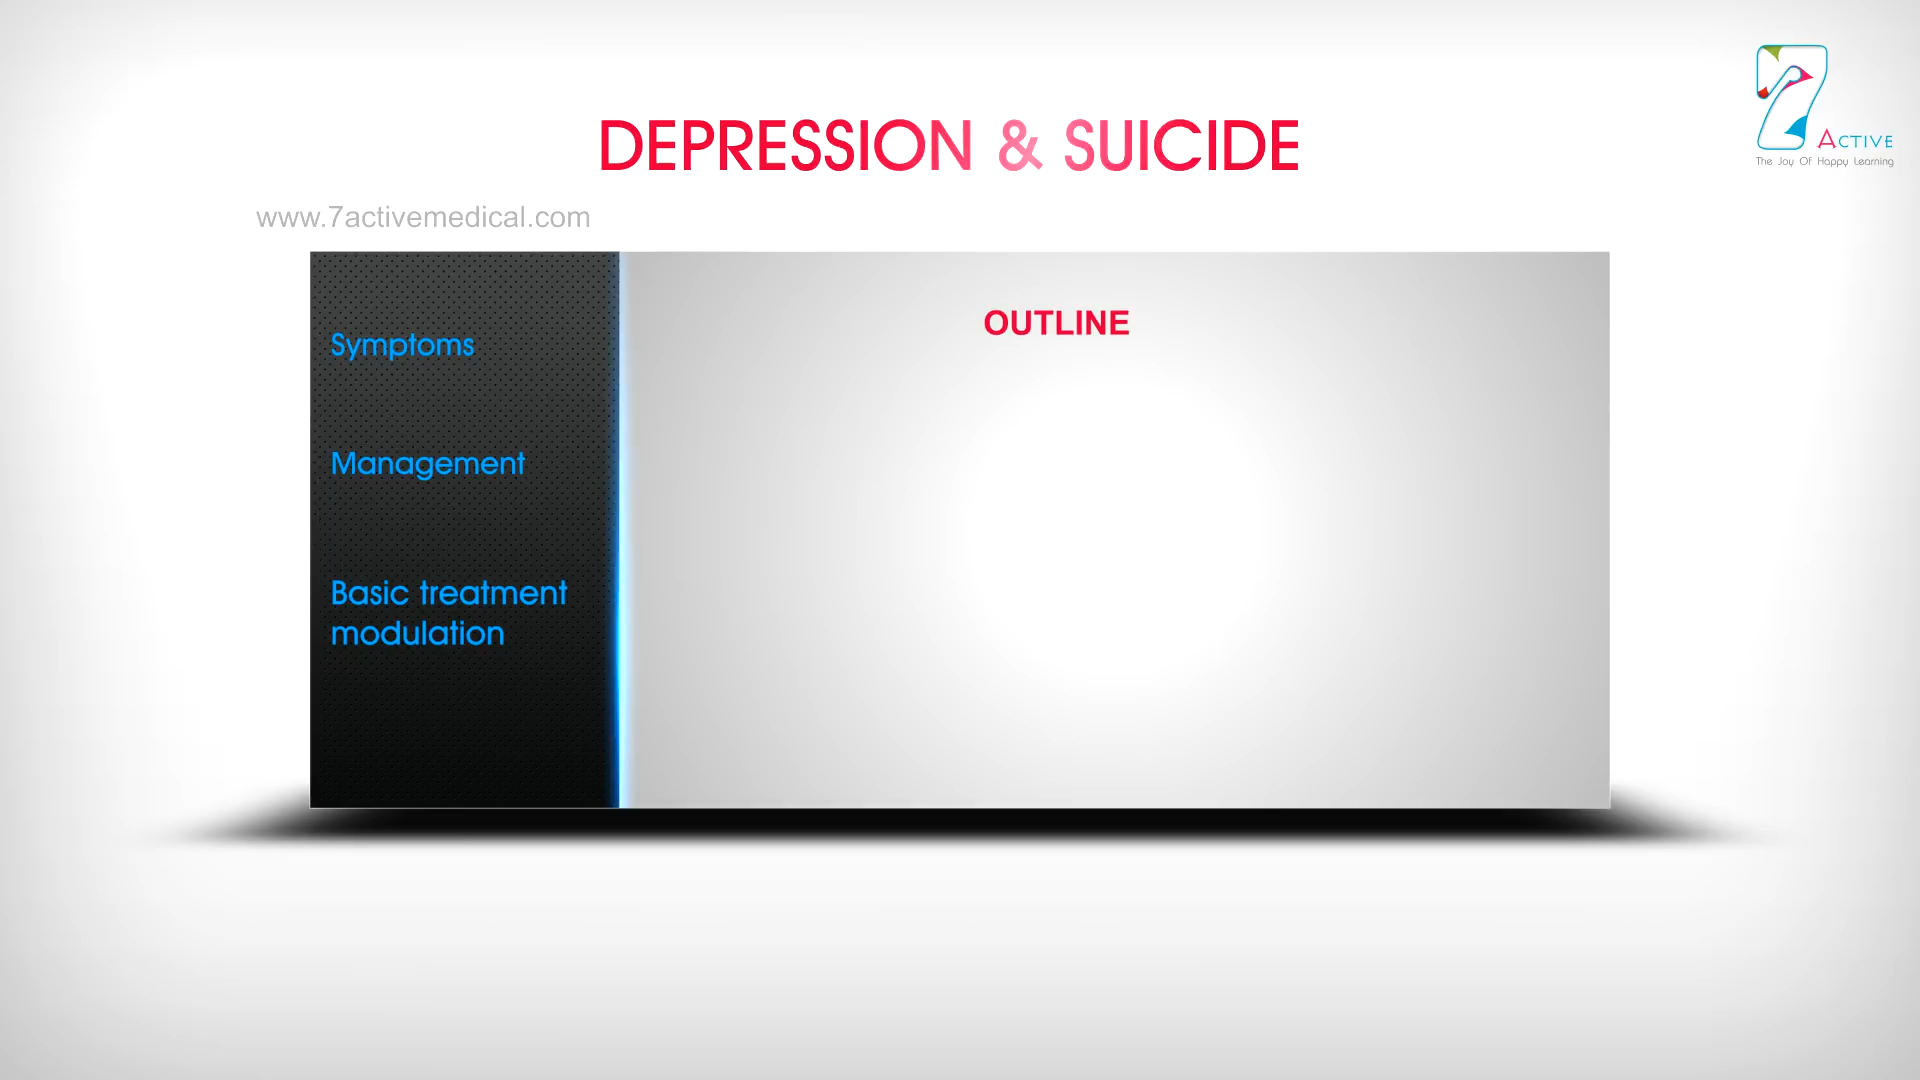 DEPRESSION & SUICIDE
7 ACTIVE
The Joy Of Happy Learning
www.7activemedical.com
OUTLINE
Symptoms
Management
Basic treatment
modulation